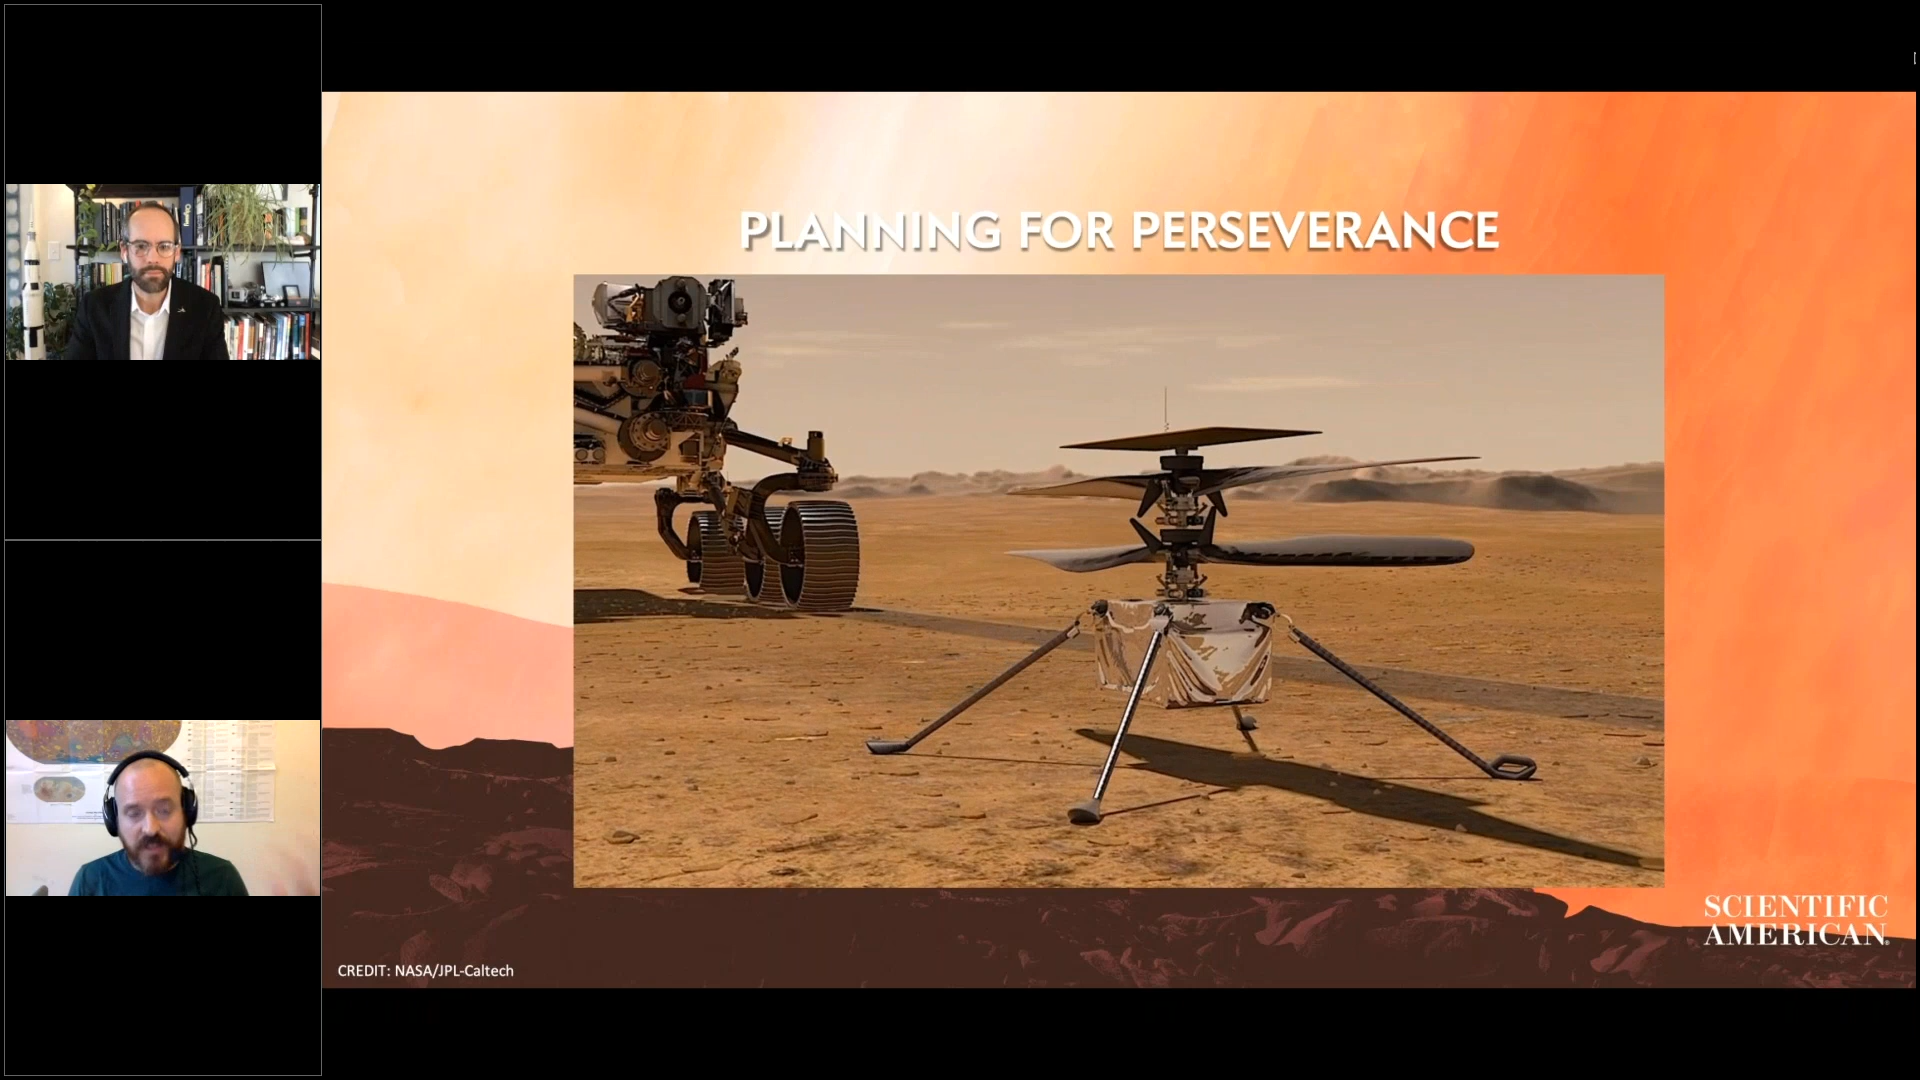 PLANNING FOR PERSEVERANCE
SCIENTIFIC
AMERICAN®
CREDIT: NASA/JPL-Caltech